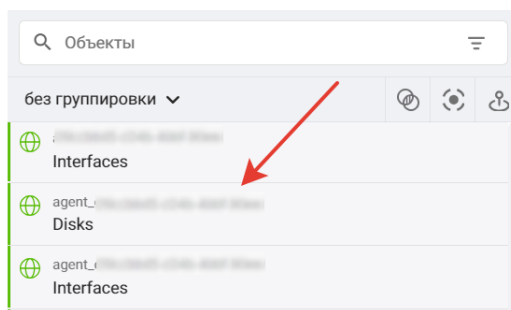 Объекты
без группировки
Interfaces
agent_
Disks
agent_
Interfaces